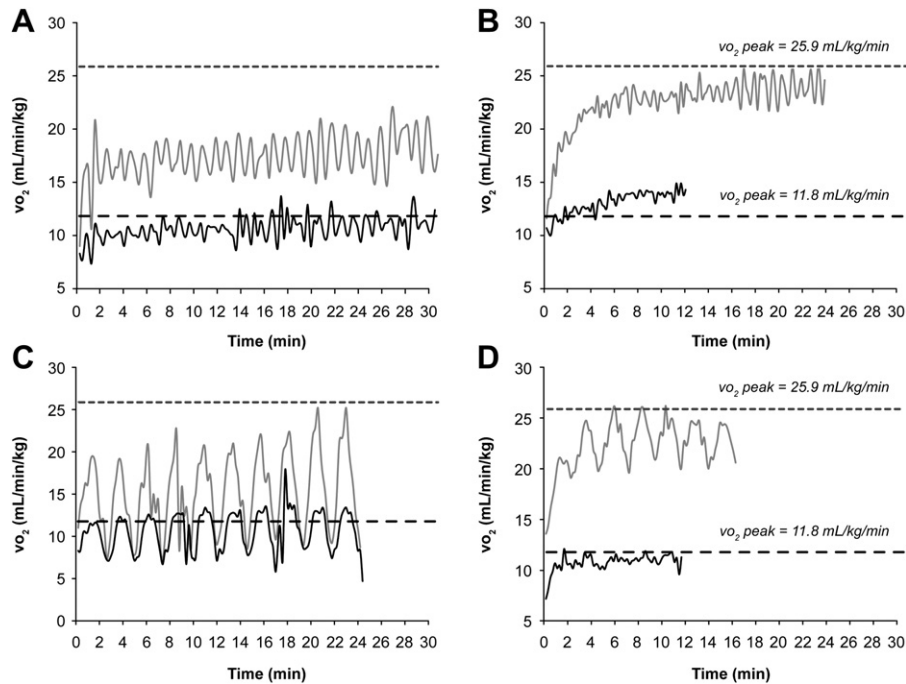 A
vo₂ (mL/min/kg)
30
25
20
15
10
5
0 2 4 6 8 10 12 14 16 18 20 22 24 26 28 30
Time (min)
B
vo₂ (mL/min/kg)
30
25
20
15
10
5
vo₂ peak = 25.9 mL/kg/min
vo₂ peak = 11.8 mL/kg/min
0 2 4 6 8 10 12 14 16 18 20 22 24 26 28 30
Time (min)
C
vo₂ (mL/min/kg)
30
25
20
15
10
5
0
0 2 4 6 8 10 12 14 16 18 20 22 24 26 28 30
Time (min)
D
vo₂ (mL/min/kg)
30
25
20
15
10
5
vo₂ peak = 25.9 mL/kg/min
vo₂ peak = 11.8 mL/kg/min
0 2 4 6 8 10 12 14 16 18 20 22 24 26 28 30
Time (min)